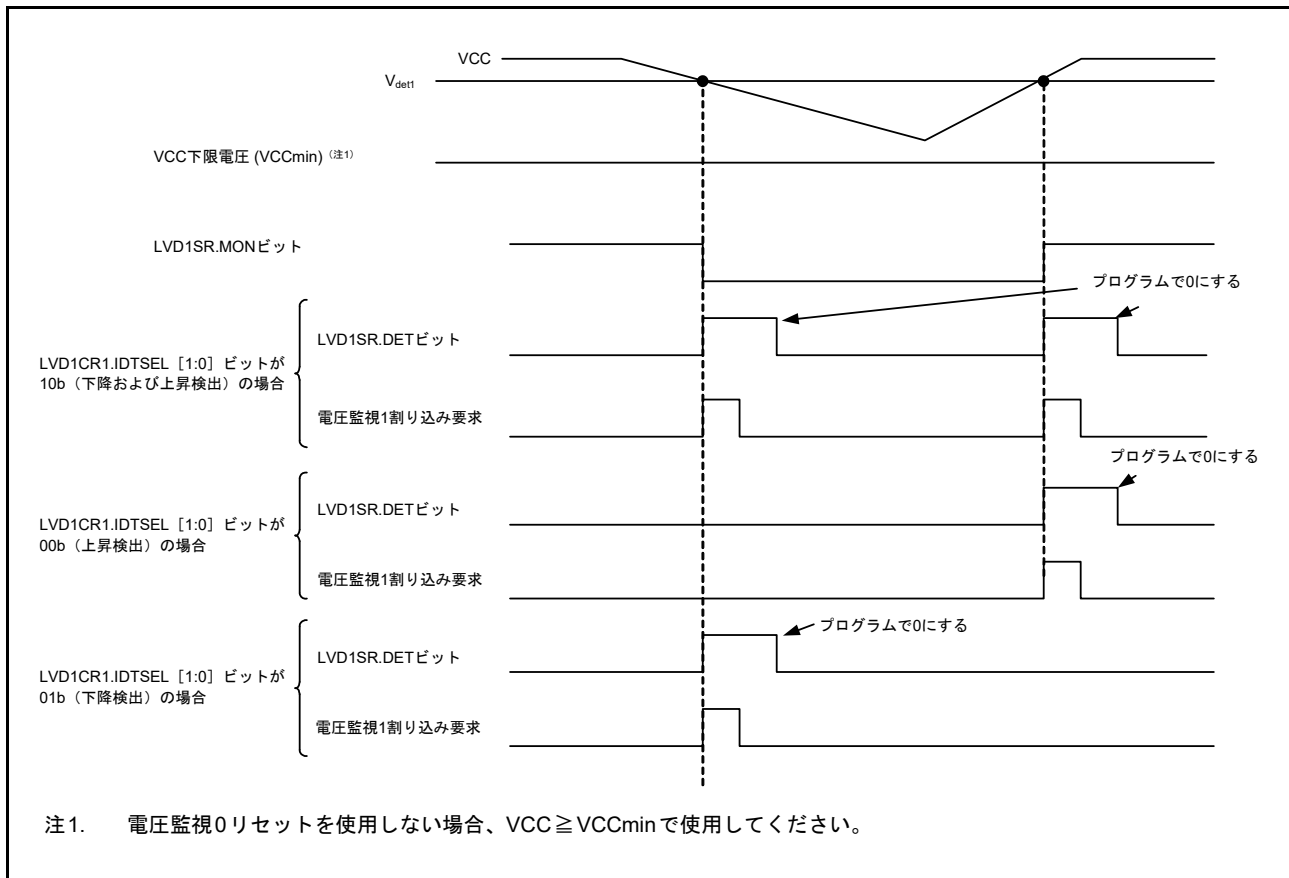 VCC
Vdet1
VCC下限電圧 (VCCmin) (注1)
LVD1SR.MONビット
プログラムで0にする
LVD1CR1.IDTSEL［1:0］ビットが
10b（下降および上昇検出）の場合
LVD1SR.DETビット
電圧監視1割り込み要求
プログラムで0にする
LVD1CR1.IDTSEL［1:0］ビットが
00b（上昇検出）の場合
LVD1SR.DETビット
電圧監視1割り込み要求
プログラムで0にする
LVD1CR1.IDTSEL［1:0］ビットが
01b（下降検出）の場合
LVD1SR.DETビット
電圧監視1割り込み要求
注1. 電圧監視0リセットを使用しない場合、VCC≧VCCminで使用してください。